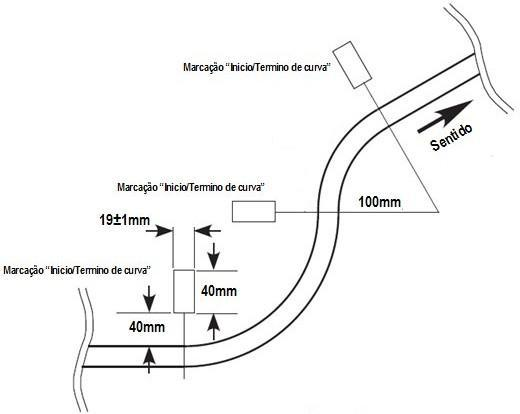 Marcação “Inicio/Termino de curva”
Sentido
Marcação “Inicio/Termino de curva”
100mm
19±1mm
Marcação “Inicio/Termino de curva”
40mm
40mm